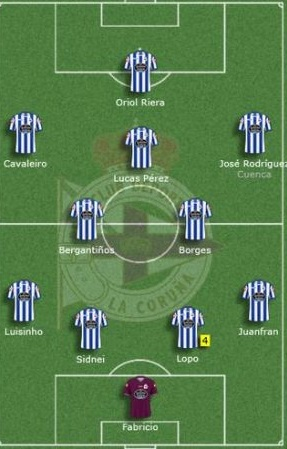 Oriol Riera
Cavaleiro
Lucas Pérez
José Rodríguez
Cuenca
Bergantiños
Borges
LA CORUÑA
Luisinho
Sidnei
Lopo
4
Juanfran
Fabricio